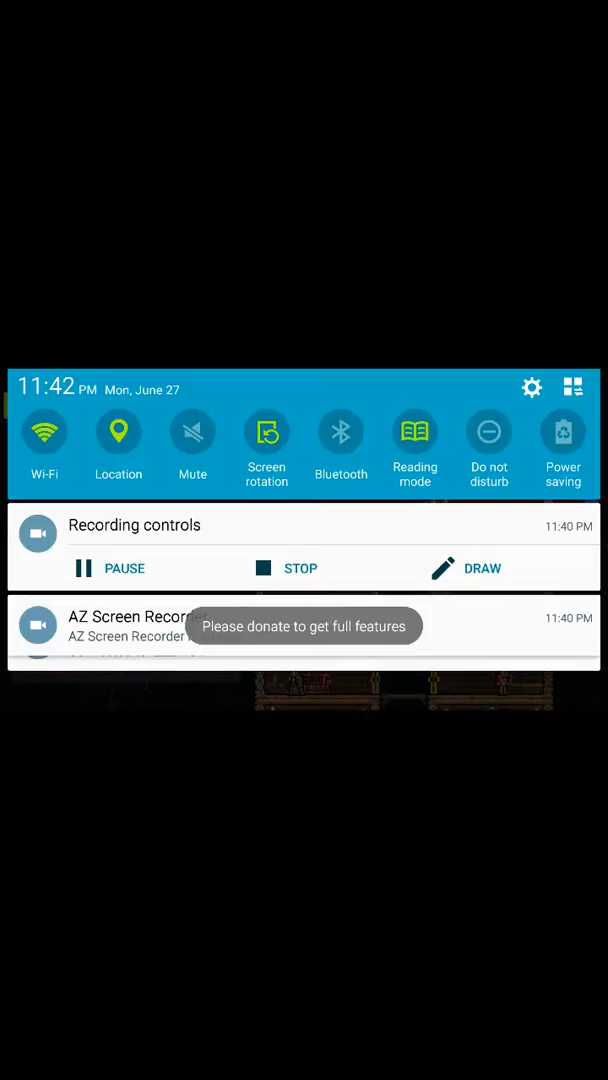 11:42 PM Mon, June 27
Wi-Fi
Location
Mute
Screen
rotation
Bluetooth
Reading
mode
Do not
disturb
Power
saving
Recording controls
11:40 PM
PAUSE
STOP
DRAW
AZ Screen Recorder
11:40 PM
AZ Screen Recorder
Please donate to get full features